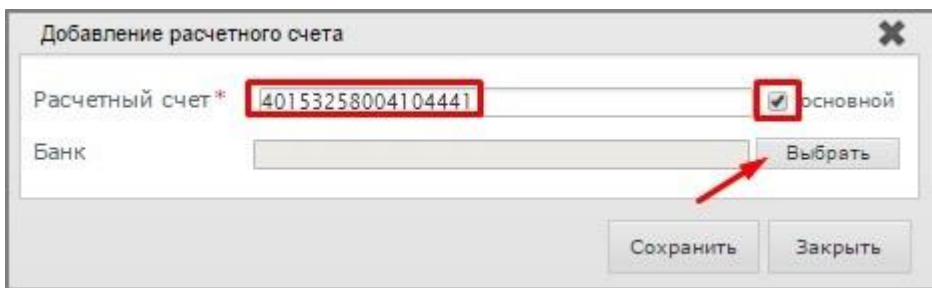 Добавление расчетного счета
Расчетный счет* 40153258004104441 основной
Банк Выбрать
Сохранить Закрыть